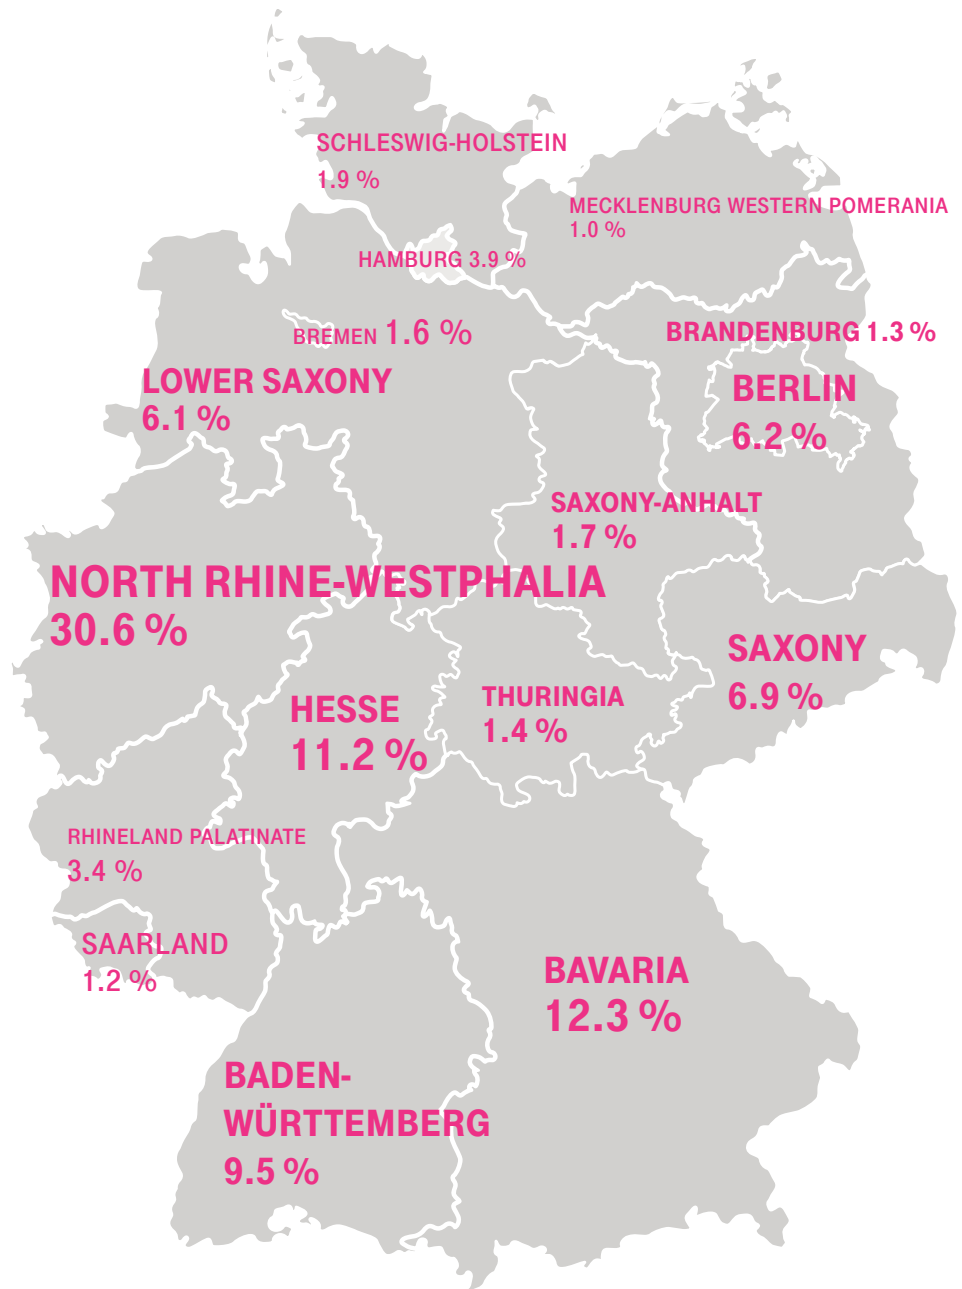 SCHLESWIG-HOLSTEIN
1.9 %
MECKLENBURG WESTERN POMERANIA
1.0 %
HAMBURG 3.9 %
BREMEN 1.6 %
BRANDENBURG 1.3 %
LOWER SAXONY
6.1 %
BERLIN
6.2 %
SAXONY-ANHALT
1.7 %
NORTH RHINE-WESTPHALIA
30.6 %
SAXONY
6.9 %
HESSE
11.2 %
THURINGIA
1.4 %
RHINELAND PALATINATE
3.4 %
SAARLAND
1.2 %
BAVARIA
12.3 %
BADEN-
WÜRTTEMBERG
9.5 %